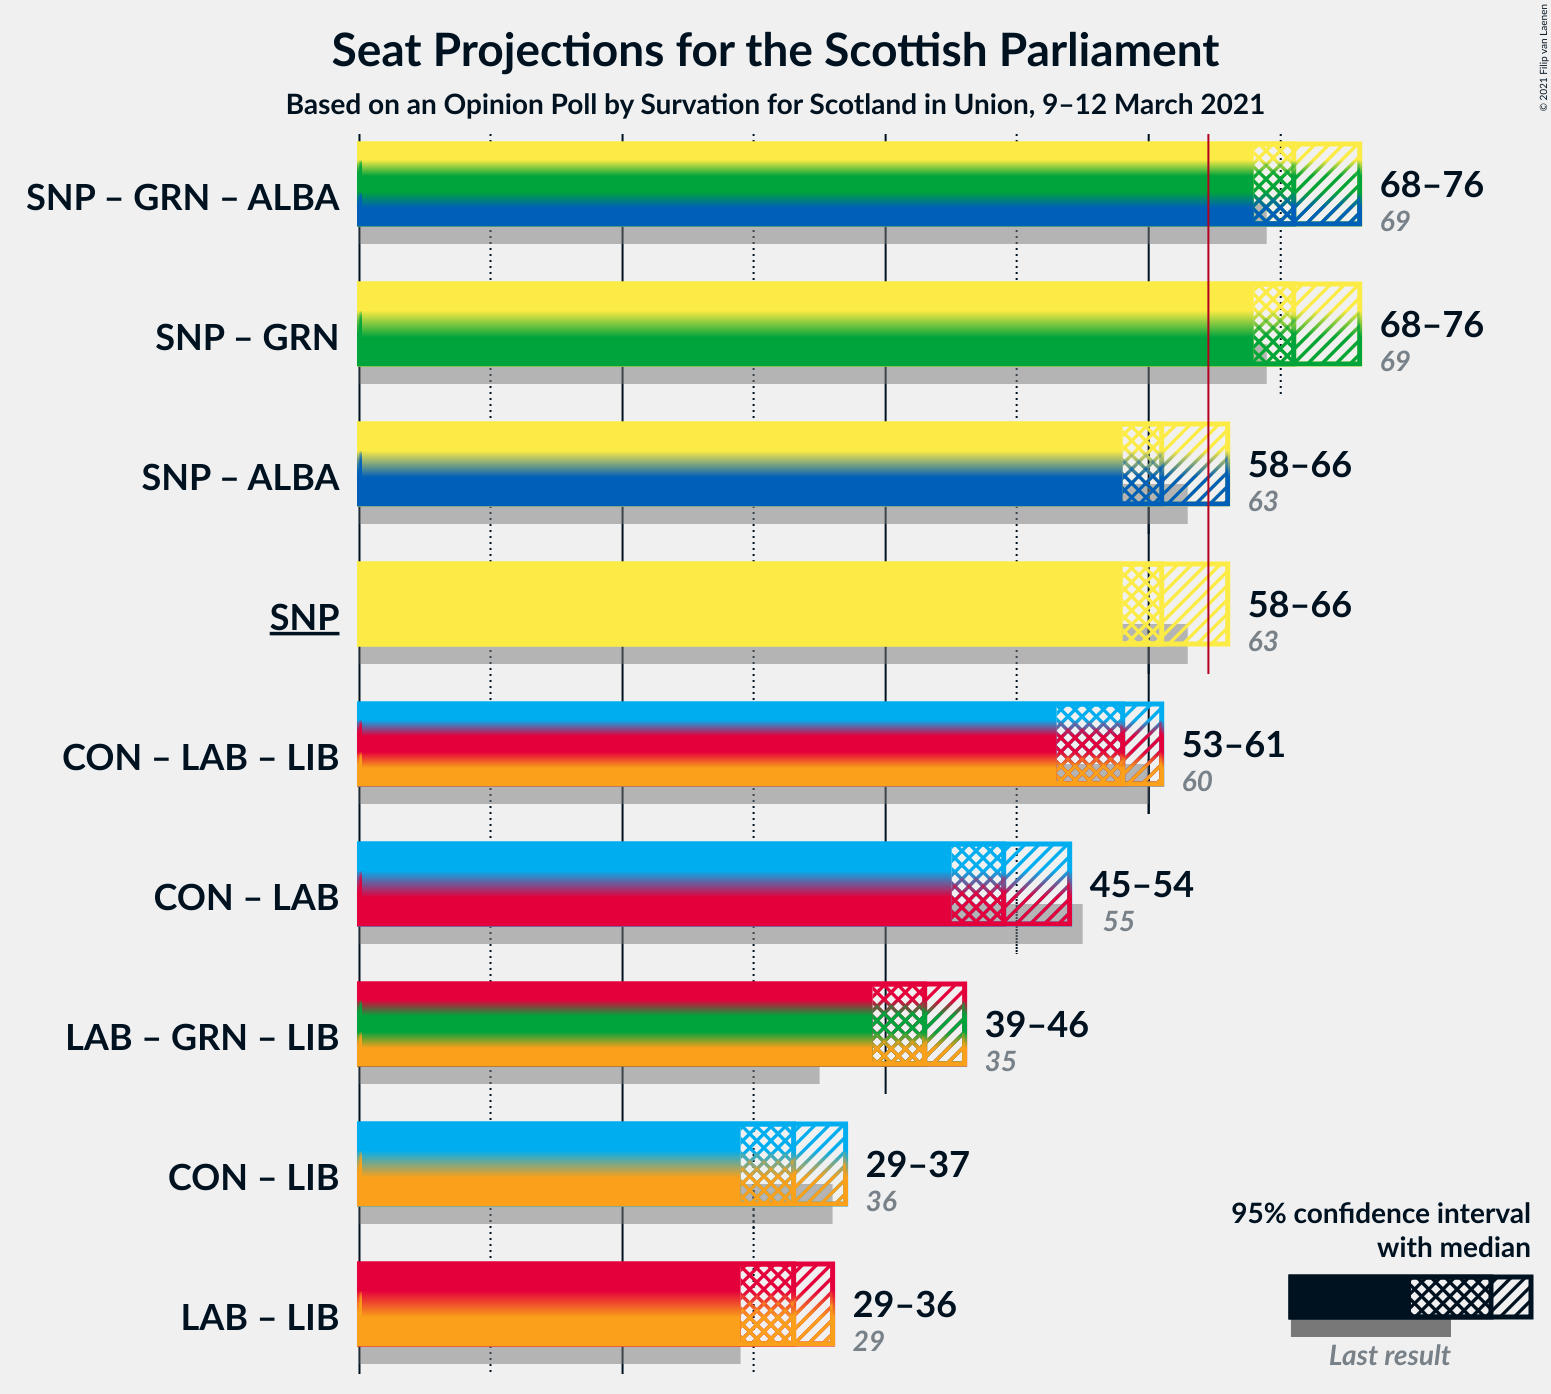 Seat Projections for the Scottish Parliament
Based on an Opinion Poll by Survation for Scotland in Union, 9–12 March 2021
© 2021 Filip van Laenen
SNP – GRN – ALBA
68–76
69
SNP – GRN
68–76
69
SNP – ALBA
58–66
63
SNP
58–66
63
CON – LAB – LIB
53–61
60
CON – LAB
45–54
55
LAB – GRN – LIB
39–46
35
CON – LIB
29–37
36
LAB – LIB
29–36
29
95% confidence interval
with median
Last result